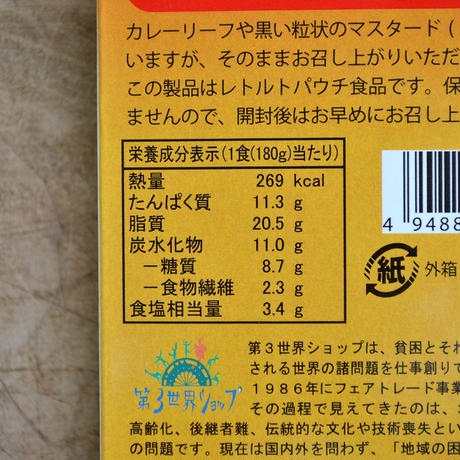 カレーリーフや黒い粒状のマスタード(
いますが、そのままお召し上がりいただ
この製品はレトルトパウチ食品です。保
ませんので、開封後はお早めにお召し上
栄養成分表示(1食(180g)当たり)
熱量 269 kcal
たんぱく質 11.3 g
脂質 20.5 g
炭水化物 11.0 g
－糖質 8.7 g
－食物繊維 2.3 g
食塩相当量 3.4 g
4 9488
紙 外箱
第3世界ショップ
第3世界ショップは、貧困とそれ
される世界の諸問題を仕事創りで
1986年にフェアトレード事業
その過程で見えてきたのは、
高齢化、後継者難、伝統的な文化や技術喪失とい
の問題です。現在は国内外を問わず、「地域の困